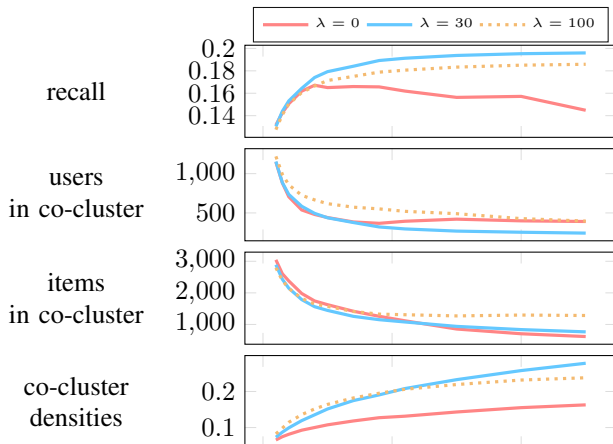 λ = 0 λ = 30 λ = 100
recall
0.2
0.18
0.16
0.14
users
in co-cluster
1,000
500
items
in co-cluster
3,000
2,000
1,000
co-cluster
densities
0.2
0.1